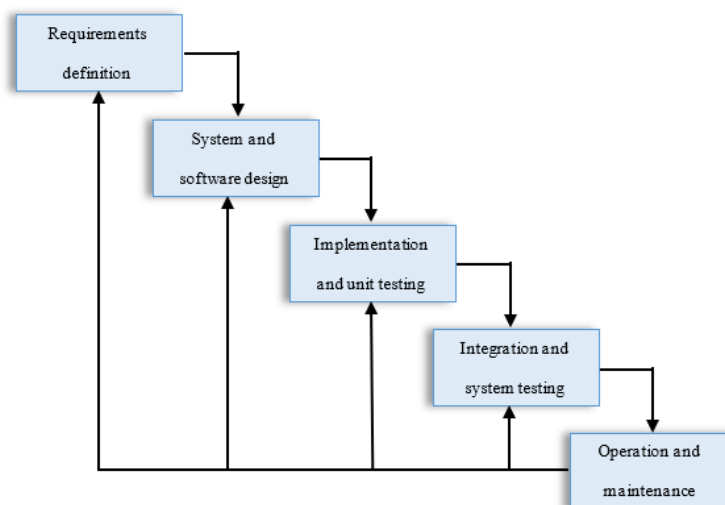 Requirements
definition
System and
software design
Implementation
and unit testing
Integration and
system testing
Operation and
maintenance